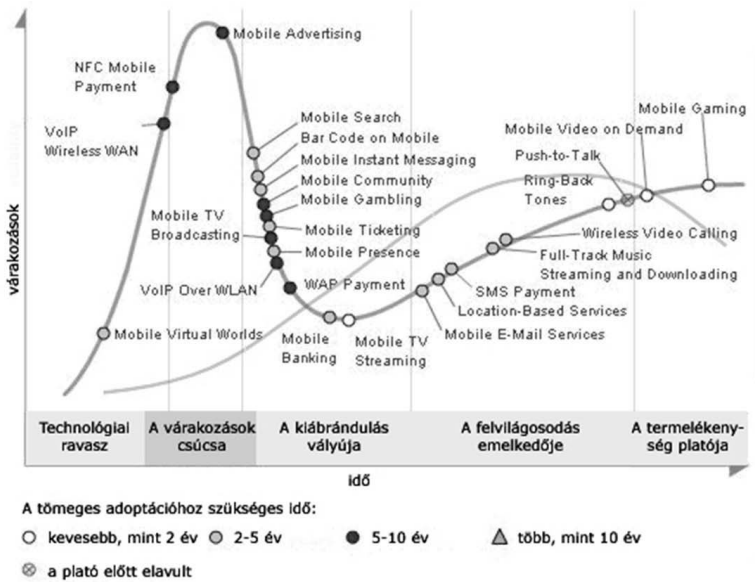 várakozások
NFC Mobile
Payment
VoIP
Wireless WAN
Mobile Advertising
Mobile Search
Bar Code on Mobile
Mobile Instant Messaging
Mobile Community
Mobile Gambling
Mobile TV
Broadcasting
Mobile Ticketing
Mobile Presence
VoIP Over WLAN
WAP Payment
Mobile Virtual Worlds
Mobile
Banking
Mobile TV
Streaming
Mobile Gaming
Mobile Video on Demand
Push-to-Talk
Ring-Back
Tones
Wireless Video Calling
Full-Track Music
Streaming and Downloading
SMS Payment
Location-Based Services
Mobile E-Mail Services
Technológiai
ravasz
A várakozások
csúcsa
A kiábrándulás
vályúja
A felvilágosodás
emelkedője
A termelékeny-
ség platója
idő
A tömeges adoptációhoz szükséges idő:
kevesebb, mint 2 év
2-5 év
5-10 év
több, mint 10 év
a plató előtt elavult